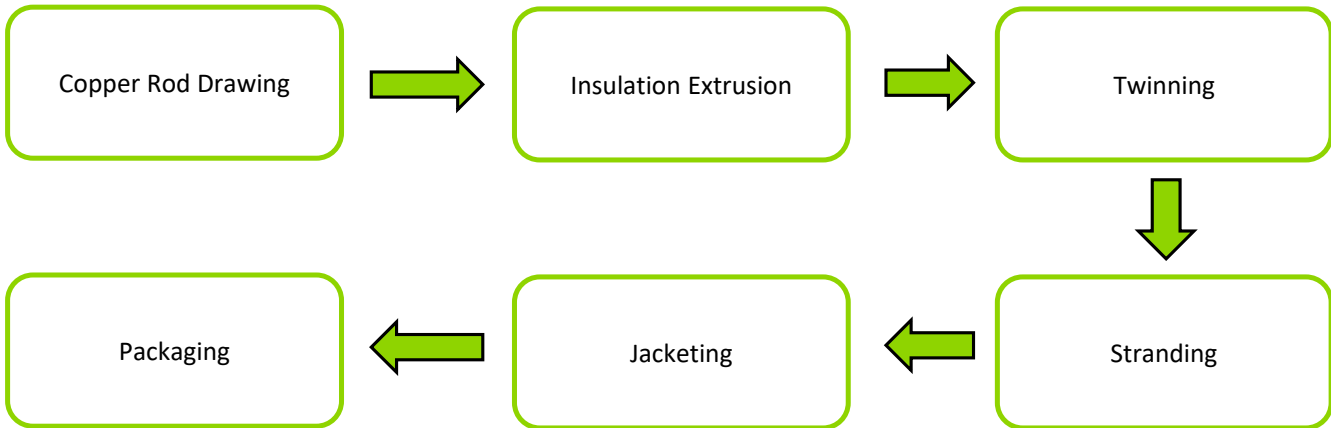 Copper Rod Drawing
Insulation Extrusion
Twinning
Stranding
Jacketing
Packaging